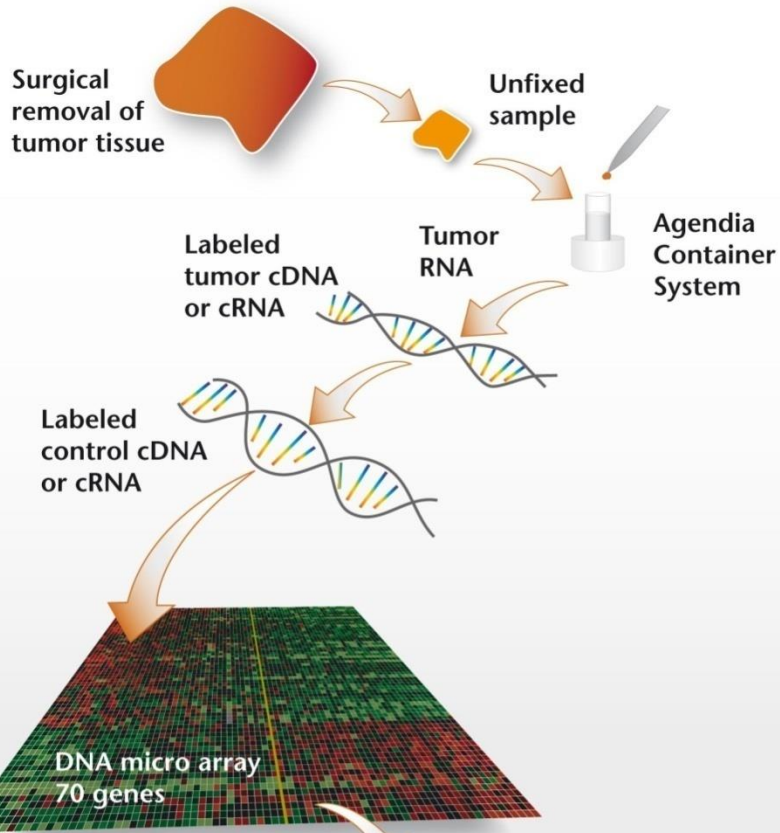 Surgical
removal of
tumor tissue
Unfixed
sample
Agendia
Container
System
Tumor
RNA
Labeled
tumor cDNA
or cRNA
Labeled
control cDNA
or cRNA
DNA micro array
70 genes